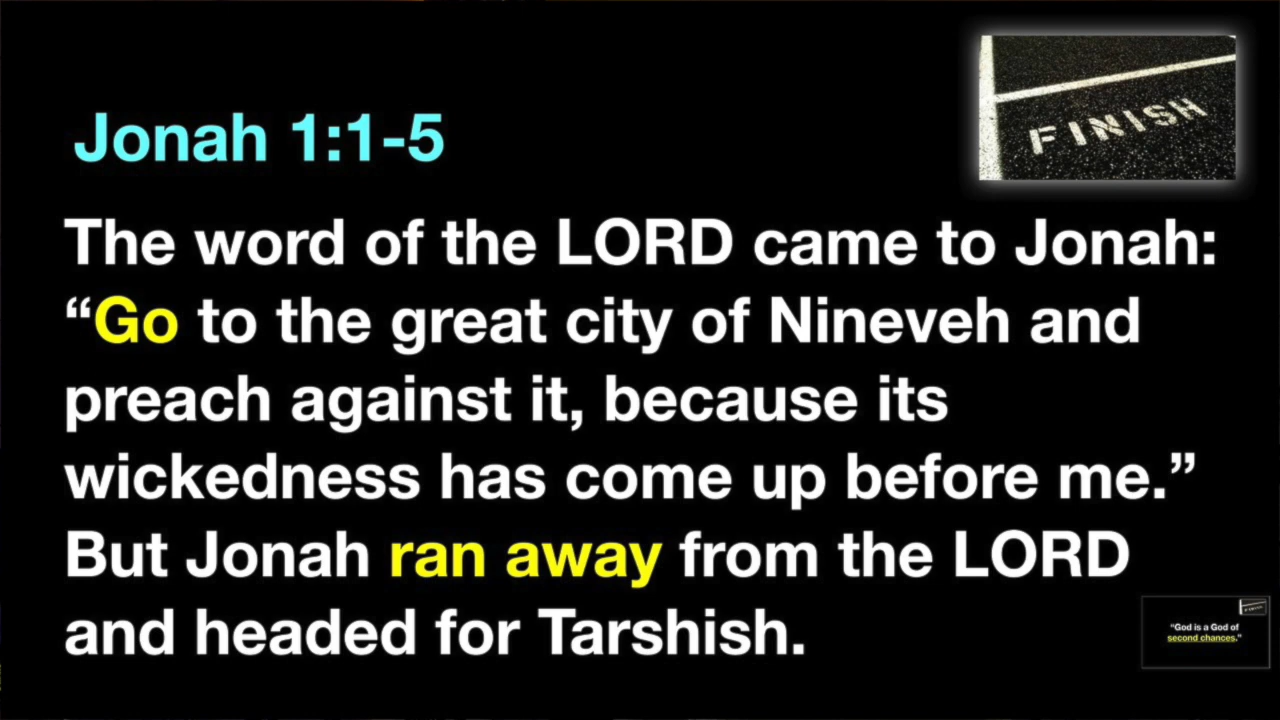 FINISH
Jonah 1:1-5
The word of the LORD came to Jonah:
“Go to the great city of Nineveh and
preach against it, because its
wickedness has come up before me.”
But Jonah ran away from the LORD
and headed for Tarshish.
“God is a God of
second chances.”